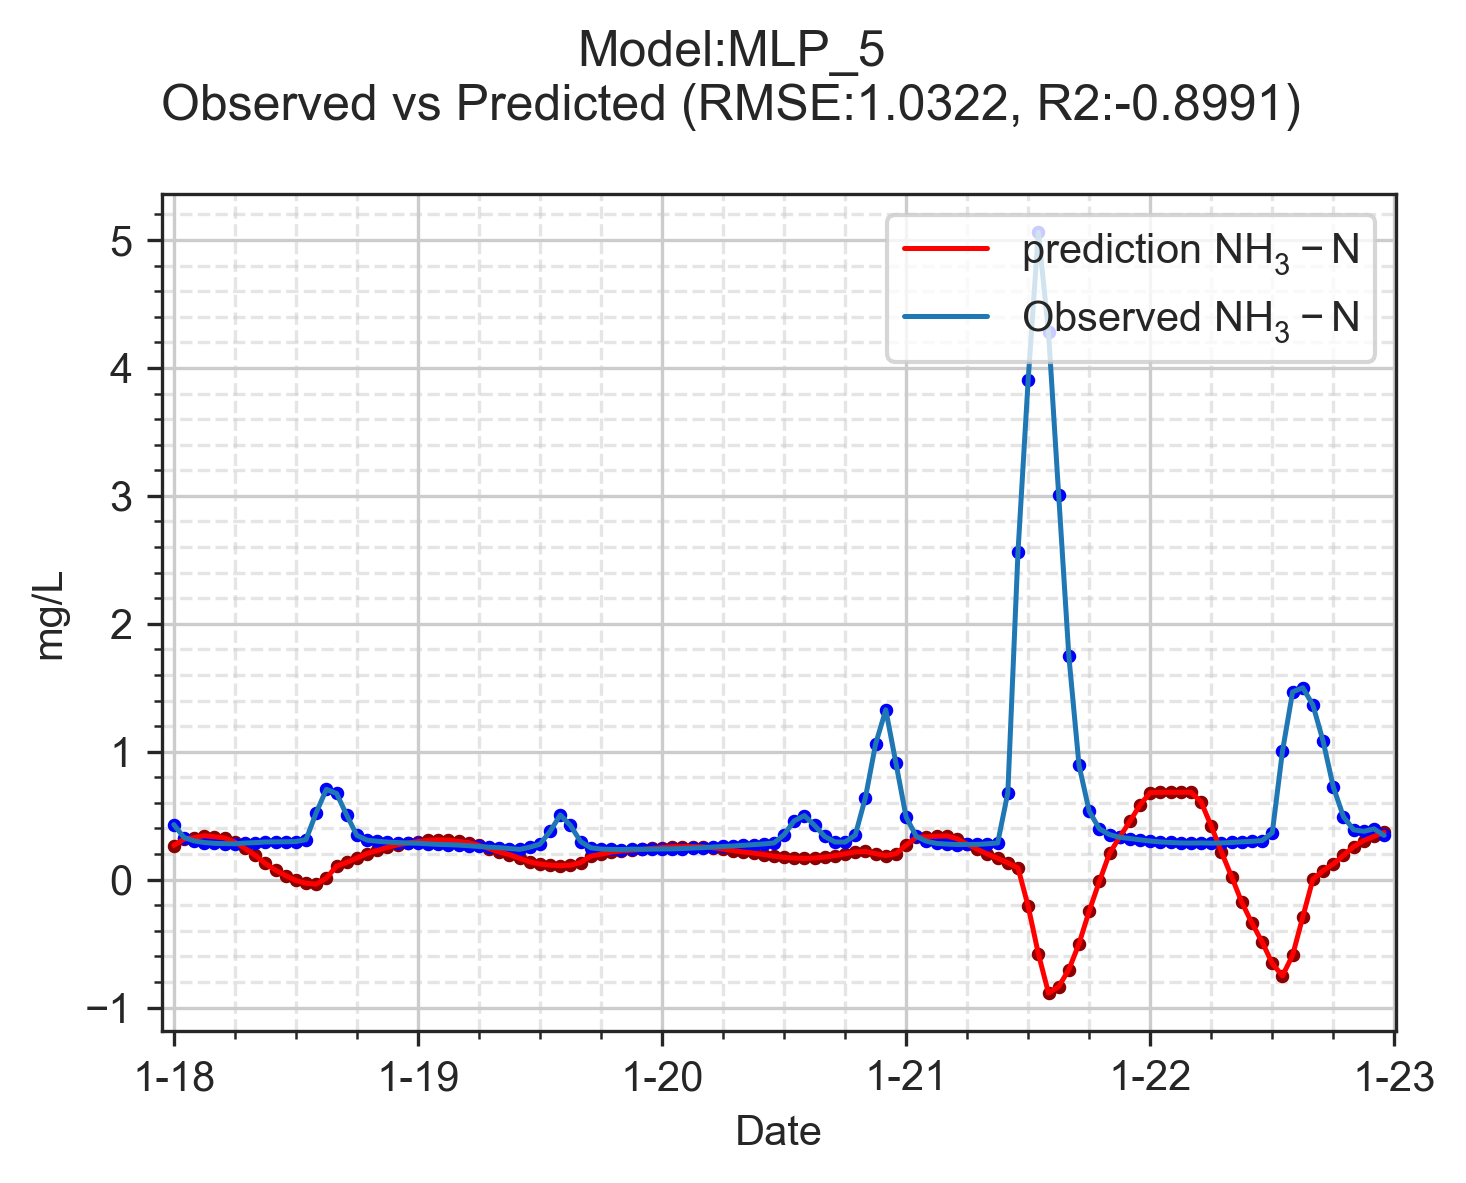 Model:MLP_5
Observed vs Predicted (RMSE:1.0322, R2:-0.8991)
prediction NH₃ − N
Observed NH₃ − N
5
4
3
2
1
0
−1
mg/L
1-18 1-19 1-20 1-21 1-22 1-23
Date